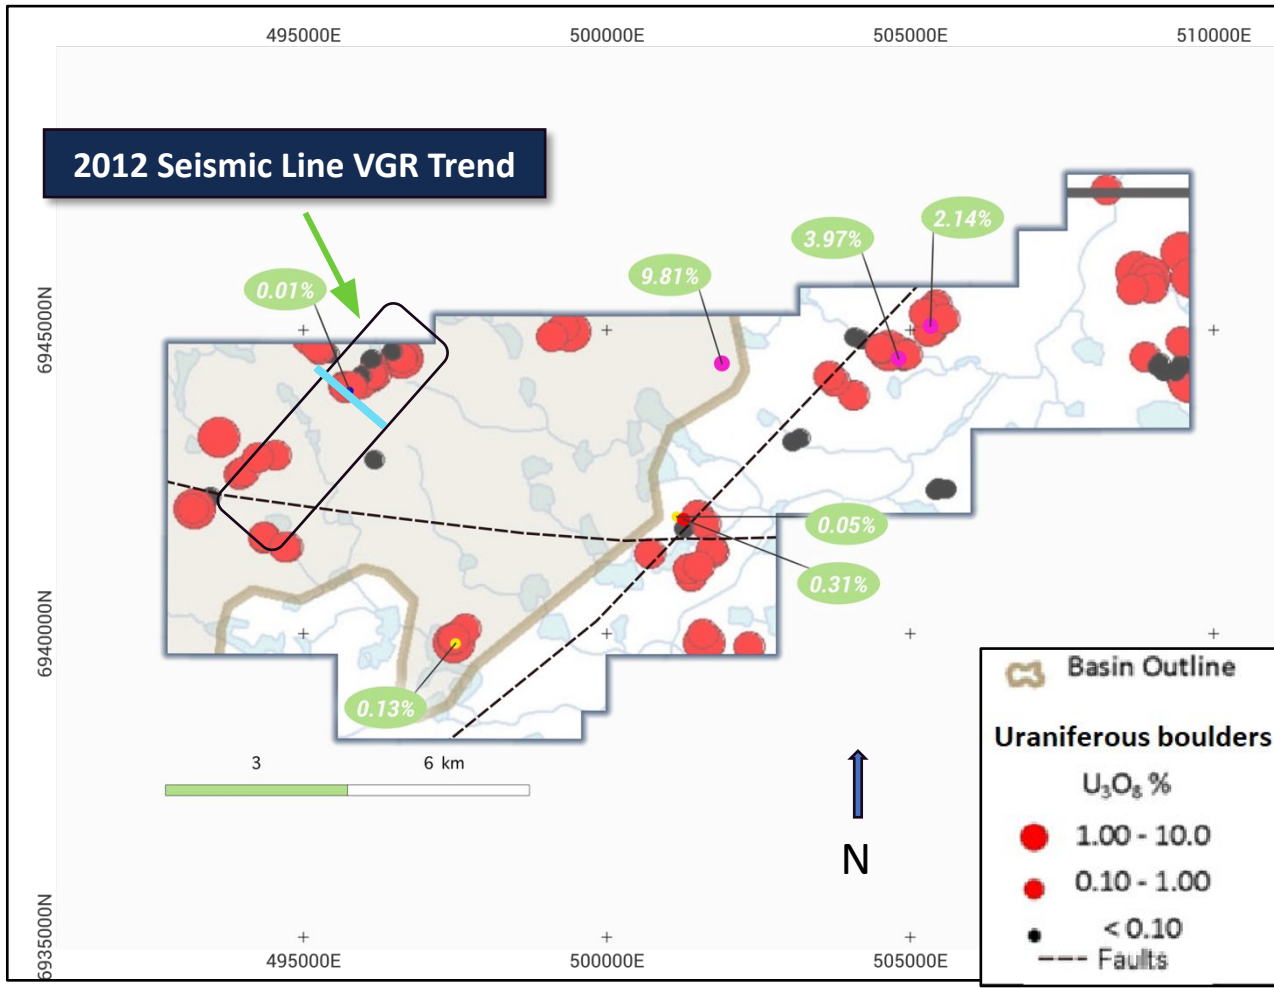 495000E 500000E 505000E 510000E
2012 Seismic Line VGR Trend
2.14%
3.97%
9.81%
0.01%
6945000N
0.05%
0.31%
6940000N
0.13%
3 6 km
N
6935000N
495000E 500000E 505000E
Basin Outline
Uraniferous boulders
U₃O₈ %
1.00 - 10.0
0.10 - 1.00
< 0.10
Faults